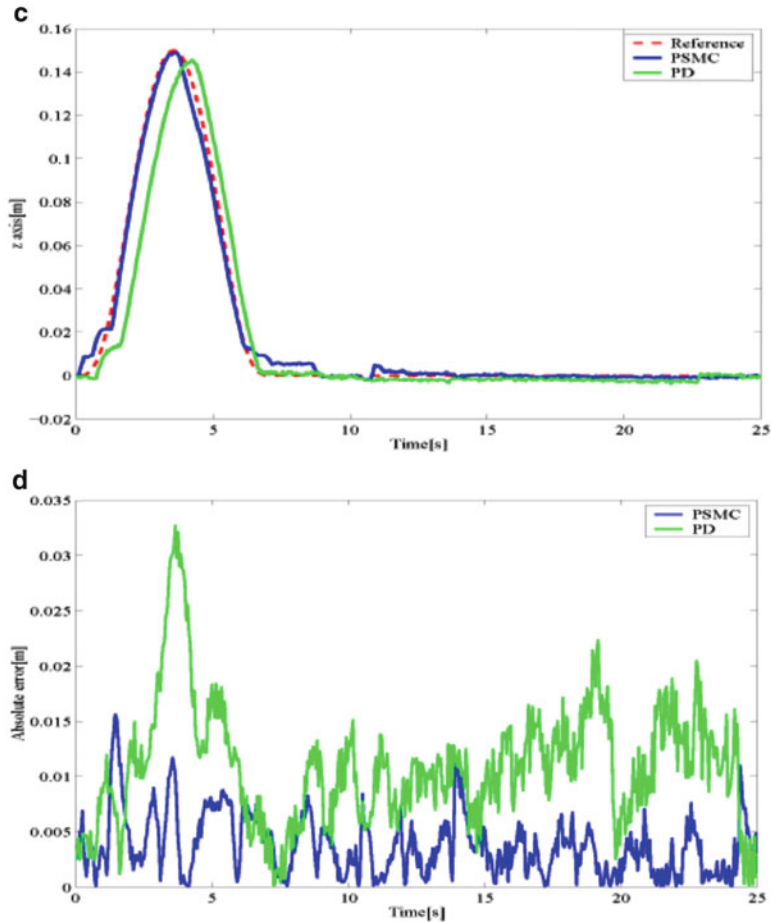 c
0.16
0.14
0.12
0.1
0.08
0.06
0.04
0.02
0
−0.02
z axis[m]
Reference
PSMC
PD
0 5 10 15 20 25
Time[s]
d
0.035
0.03
0.025
0.02
0.015
0.01
0.005
0
Absolute error[m]
PSMC
PD
0 5 10 15 20 25
Time[s]